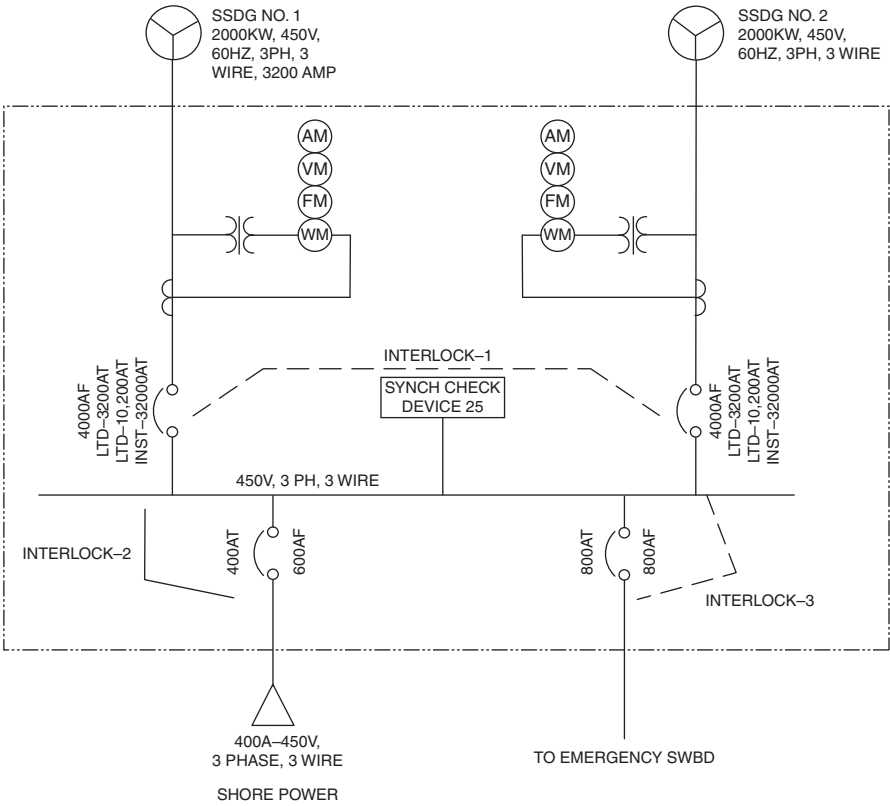 SSDG NO. 1
2000KW, 450V,
60HZ, 3PH, 3
WIRE, 3200 AMP
SSDG NO. 2
2000KW, 450V,
60HZ, 3PH, 3 WIRE
AM
VM
FM
WM
AM
VM
FM
WM
INTERLOCK–1
SYNCH CHECK
DEVICE 25
4000AF
LTD–3200AT
LTD–10,200AT
INST–32000AT
4000AF
LTD–3200AT
LTD–10,200AT
INST–32000AT
450V, 3 PH, 3 WIRE
INTERLOCK–2
400AT
600AF
800AT
800AF
INTERLOCK–3
400A–450V,
3 PHASE, 3 WIRE
SHORE POWER
TO EMERGENCY SWBD